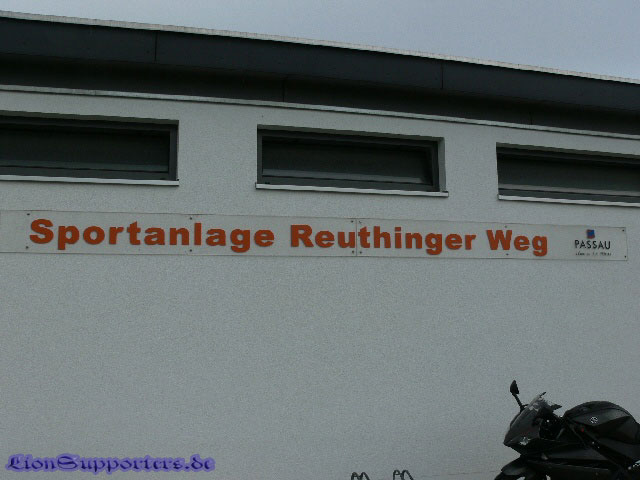 Sportanlage Reuthinger Weg
PASSAU
LionSupporters.de